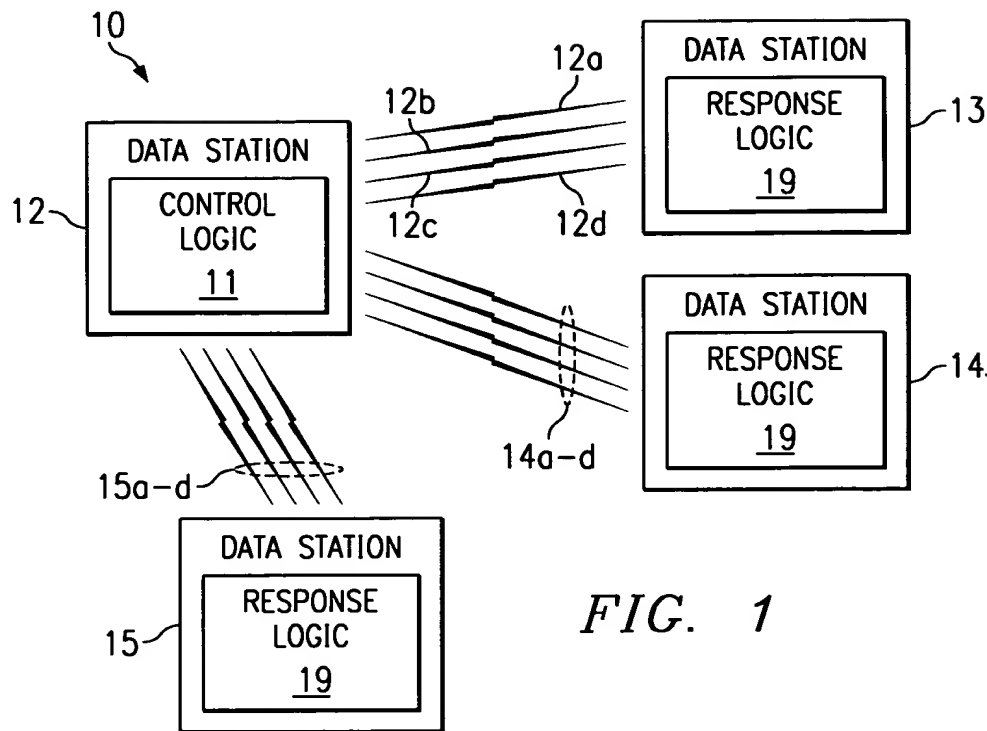 10
DATA STATION
CONTROL
LOGIC
11
12
12a
12b
12c
12d
DATA STATION
RESPONSE
LOGIC
19
13
DATA STATION
RESPONSE
LOGIC
19
14
14a-d
15a-d
DATA STATION
RESPONSE
LOGIC
19
15
FIG. 1